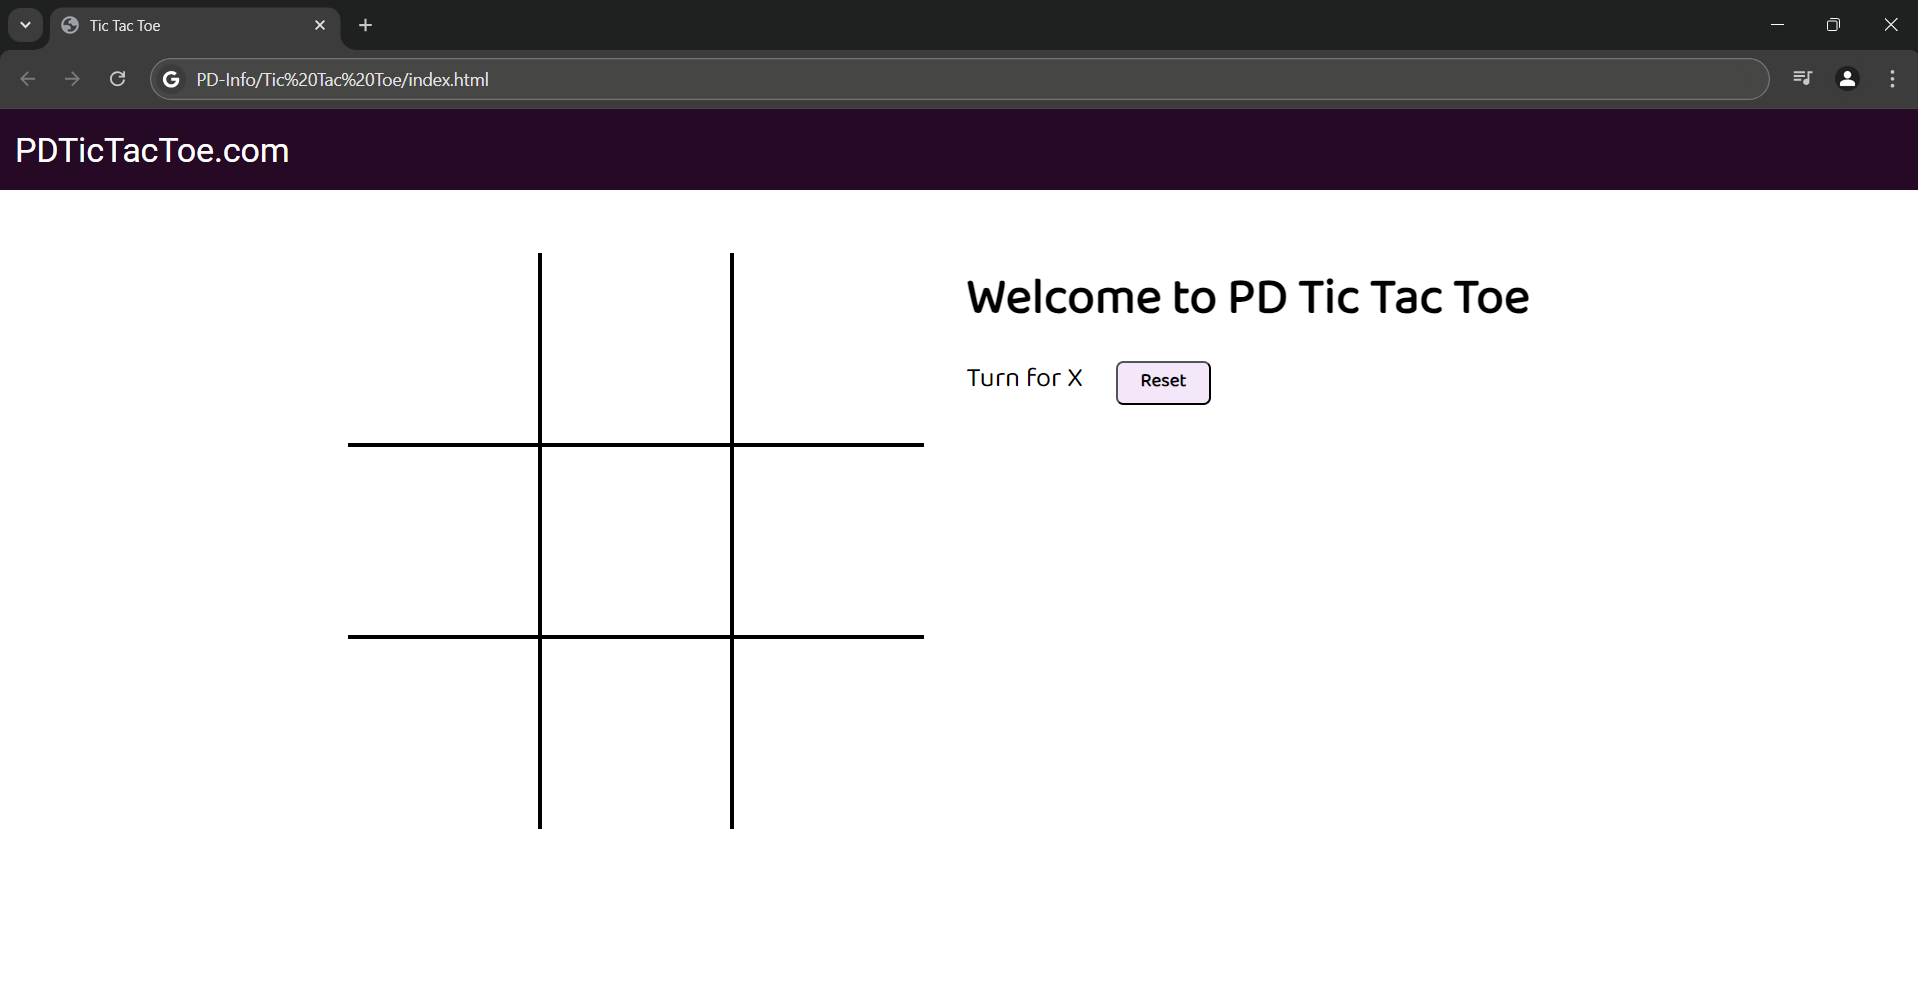 Tic Tac Toe
PD-Info/Tic%20Tac%20Toe/index.html
PDTicTacToe.com
Welcome to PD Tic Tac Toe
Turn for X
Reset